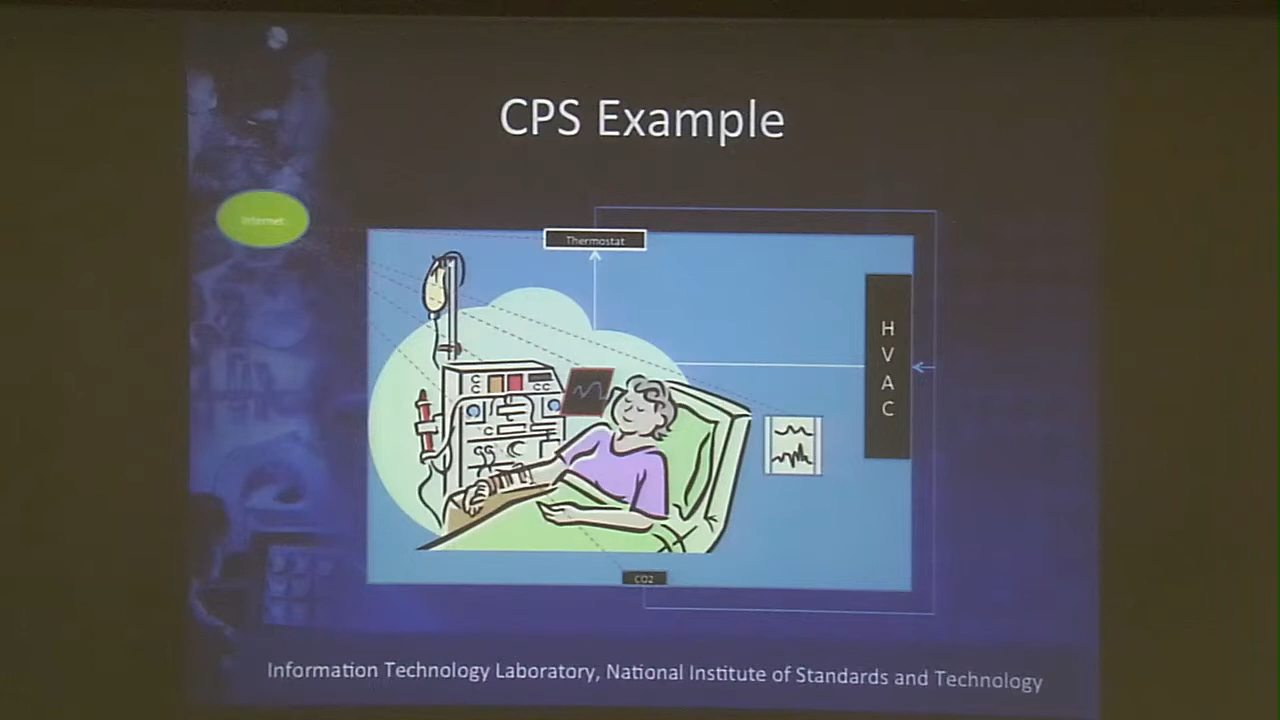 CPS Example
Internet
Thermostat
H
V
A
C
CO2
Information Technology Laboratory, National Institute of Standards and Technology